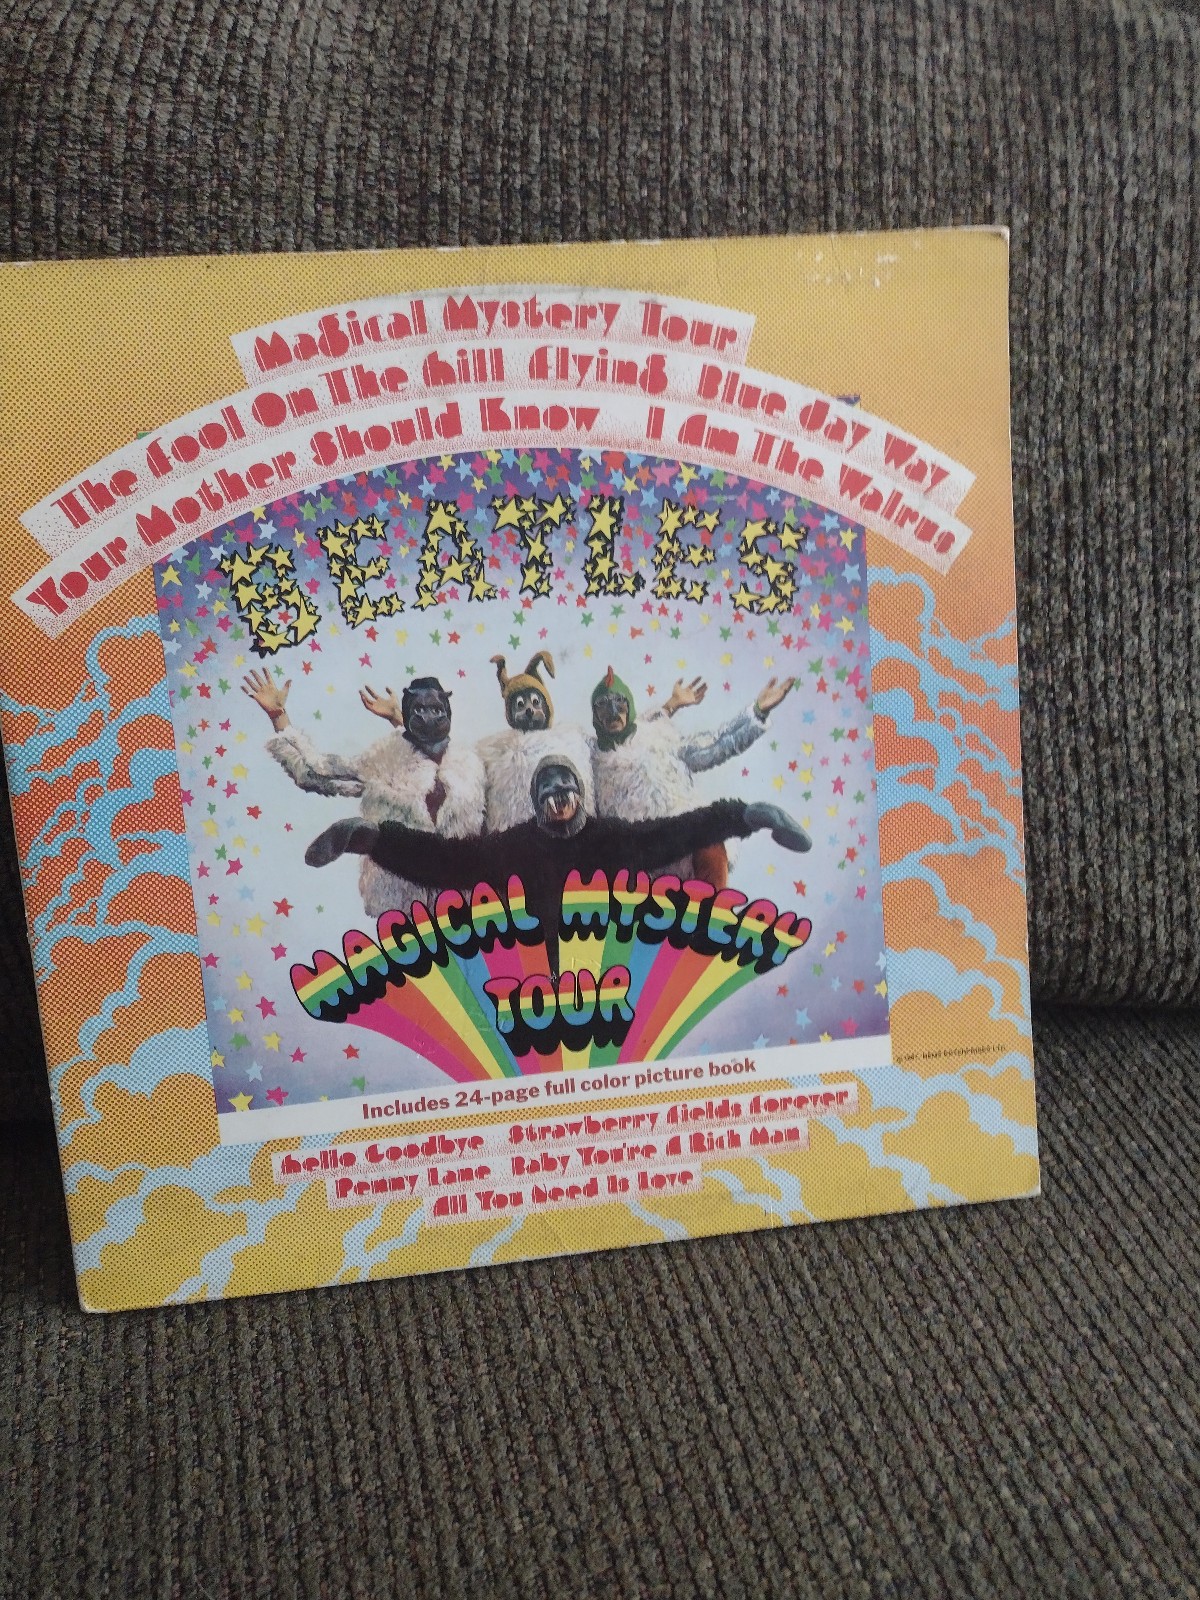 Magical Mystery Tour
The Fool On The Hill Flying Blue Jay Way
Your Mother Should Know I Am The Walrus
BEATLES
MAGICAL MYSTERY
TOUR
Includes 24-page full color picture book
Hello Goodbye Strawberry Fields Forever
Penny Lane Baby You're A Rich Man
All You Need Is Love